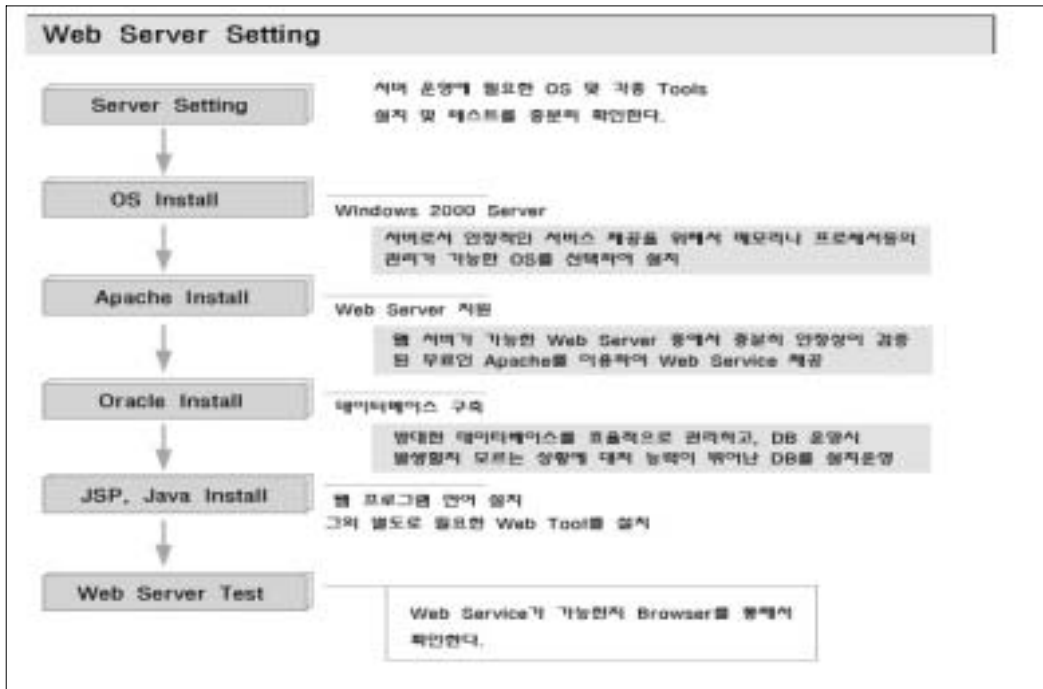 Web Server Setting
Server Setting
서버 운영에 필요한 OS 및 각종 Tools
설치 및 테스트를 충분히 확인한다.
OS Install
Windows 2000 Server
서버로서 안정적인 서비스 제공을 위해서 메모리나 프로세서등의
관리가 가능한 OS를 선택하여 설치
Apache Install
Web Server 지원
웹 서버가 가능한 Web Server 중에서 충분히 안정성이 검증
된 무료인 Apache를 이용하여 Web Service 제공
Oracle Install
데이터베이스 구축
방대한 데이터베이스를 효율적으로 관리하고, DB 운영시
발생할지 모르는 상황에 대처 능력이 뛰어난 DB를 설치운영
JSP, Java Install
웹 프로그램 언어 설치
그외 별도로 필요한 Web Tool를 설치
Web Server Test
Web Service가 가능한지 Browser를 통해서
확인한다.